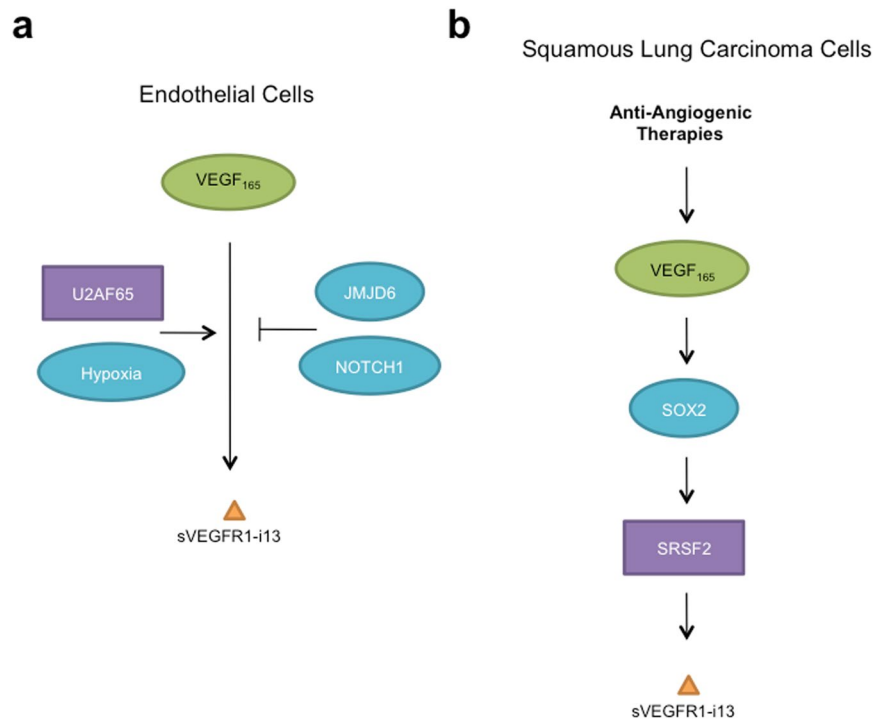 a
Endothelial Cells
VEGF165
U2AF65
Hypoxia
JMJD6
NOTCH1
sVEGFR1-i13
b
Squamous Lung Carcinoma Cells
Anti-Angiogenic
Therapies
VEGF165
SOX2
SRSF2
sVEGFR1-i13